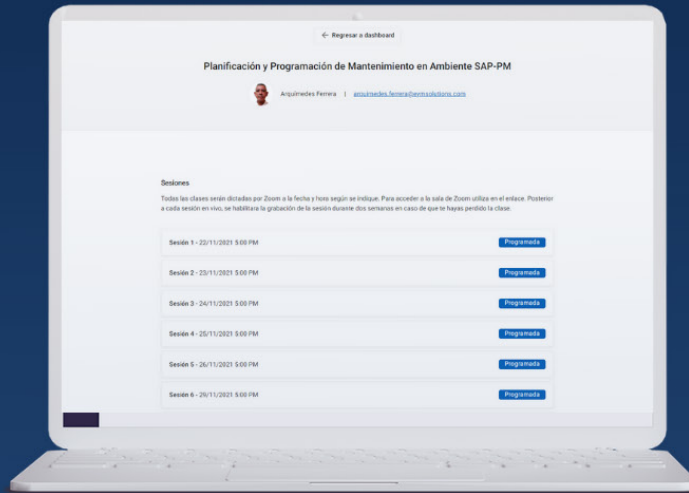 ← Regresar a dashboard
Planificación y Programación de Mantenimiento en Ambiente SAP-PM
Arquímedes Ferrera | arquimedes.ferrera@evmsolutions.com
Sesiones
Todas las clases serán dictadas por Zoom a la fecha y hora según se indique. Para acceder a la sala de Zoom utiliza en el enlace. Posterior
a cada sesión en vivo, se habilitara la grabación de la sesión durante dos semanas en caso de que te hayas perdido la clase.
Sesión 1 - 22/11/2021 5:00 PM Programada
Sesión 2 - 23/11/2021 5:00 PM Programada
Sesión 3 - 24/11/2021 5:00 PM Programada
Sesión 4 - 25/11/2021 5:00 PM Programada
Sesión 5 - 26/11/2021 5:00 PM Programada
Sesión 6 - 29/11/2021 5:00 PM Programada